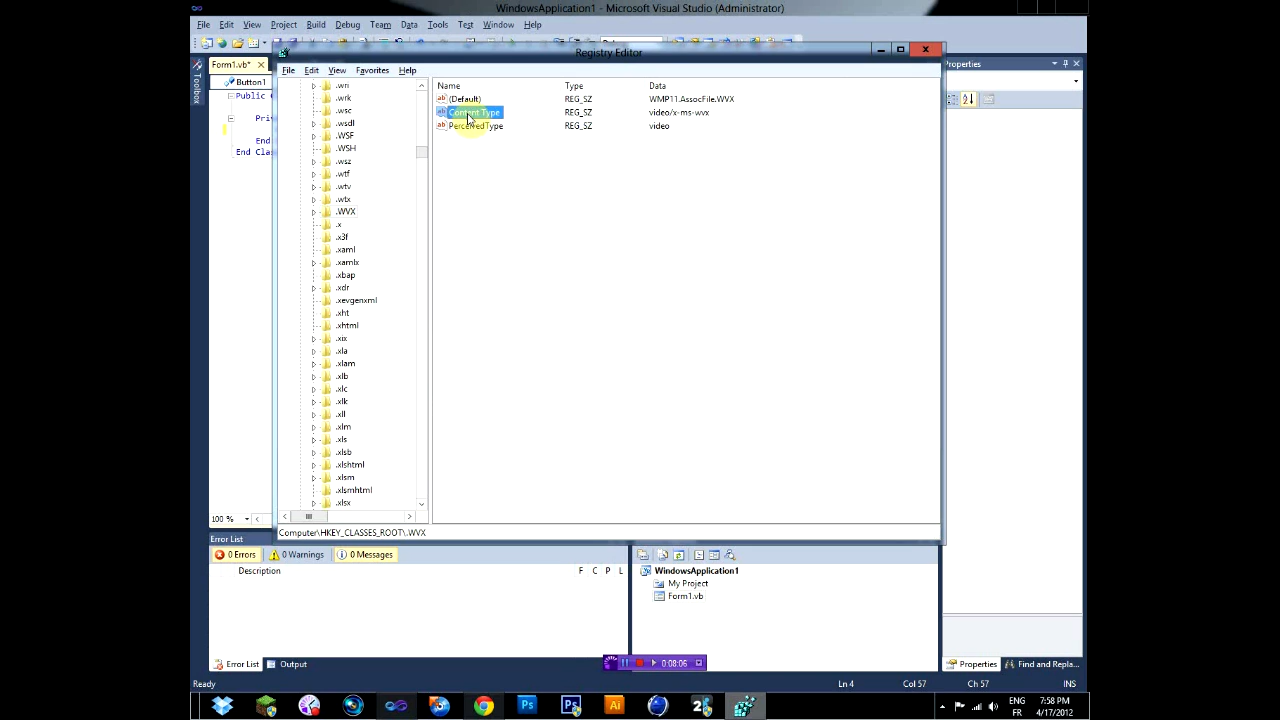 WindowsApplication1 - Microsoft Visual Studio (Administrator)
File Edit View Project Build Debug Team Data Tools Test Window Help
Registry Editor
Form1.vb*
Properties
Toolbox
Button1
Public C
Priv
End
End Clas
100 %
File Edit View Favorites Help
.wri
.wrk
.wsc
.wsdl
.WSF
.WSH
.wsz
.wtf
.wtv
.wtx
.WVX
.x
.x3f
.xaml
.xamlx
.xbap
.xdr
.xevgenxml
.xht
.xhtml
.xix
.xla
.xlam
.xlb
.xlc
.xlk
.xll
.xlm
.xls
.xlsb
.xlshtml
.xlsm
.xlsmhtml
.xlsx
Name Type Data
(Default) REG_SZ WMP11.AssocFile.WVX
Content Type REG_SZ video/x-ms-wvx
PerceivedType REG_SZ video
Computer\HKEY_CLASSES_ROOT\.WVX
Error List
0 Errors 0 Warnings 0 Messages
Description F C P L
WindowsApplication1
My Project
Form1.vb
Error List Output
0:08:06
Properties Find and Repla...
Ready Ln 4 Col 57 Ch 57 INS
ENG
FR
7:58 PM
4/17/2012